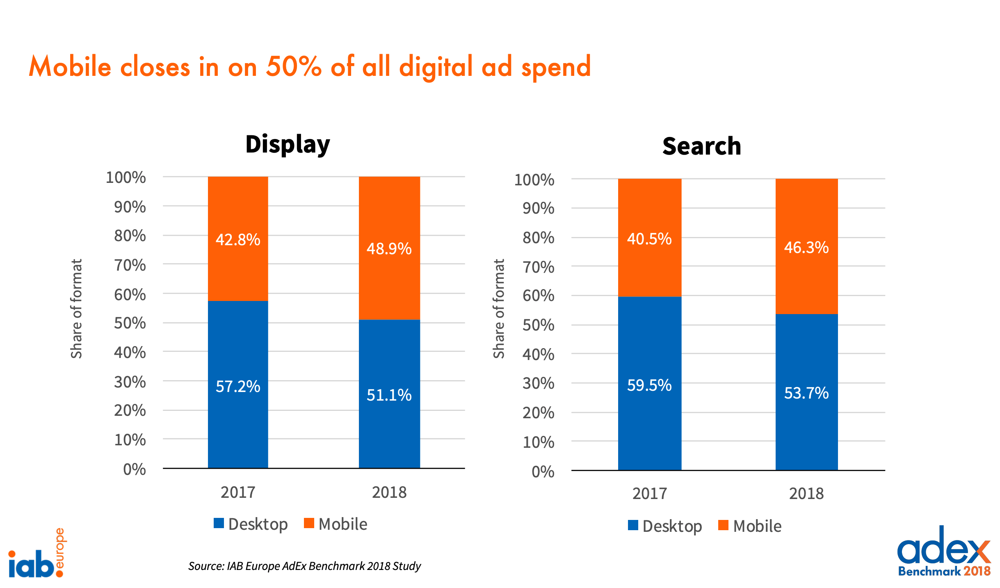 Mobile closes in on 50% of all digital ad spend
Display
Share of format
100%
90%
80%
70%
60%
50%
40%
30%
20%
10%
0%
42.8%
48.9%
57.2%
51.1%
2017
2018
Desktop
Mobile
Search
Share of format
100%
90%
80%
70%
60%
50%
40%
30%
20%
10%
0%
40.5%
46.3%
59.5%
53.7%
2017
2018
Desktop
Mobile
iab.
europe
Source: IAB Europe AdEx Benchmark 2018 Study
adex
Benchmark 2018